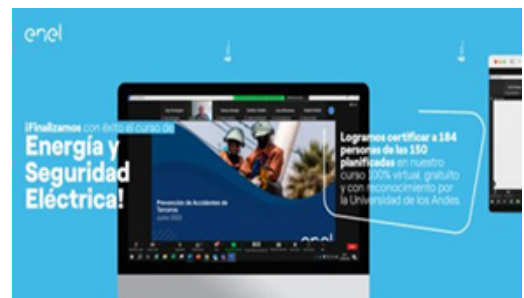 enel
¡Finalizamos con éxito el curso de
Energía y
Seguridad
Eléctrica!
Prevención de Accidentes de
Terceros
Junio 2023
enel
Logramos certificar a 184
personas de las 150
planificadas en nuestro
curso 100% virtual, gratuito
y con reconocimiento por
la Universidad de los Andes.